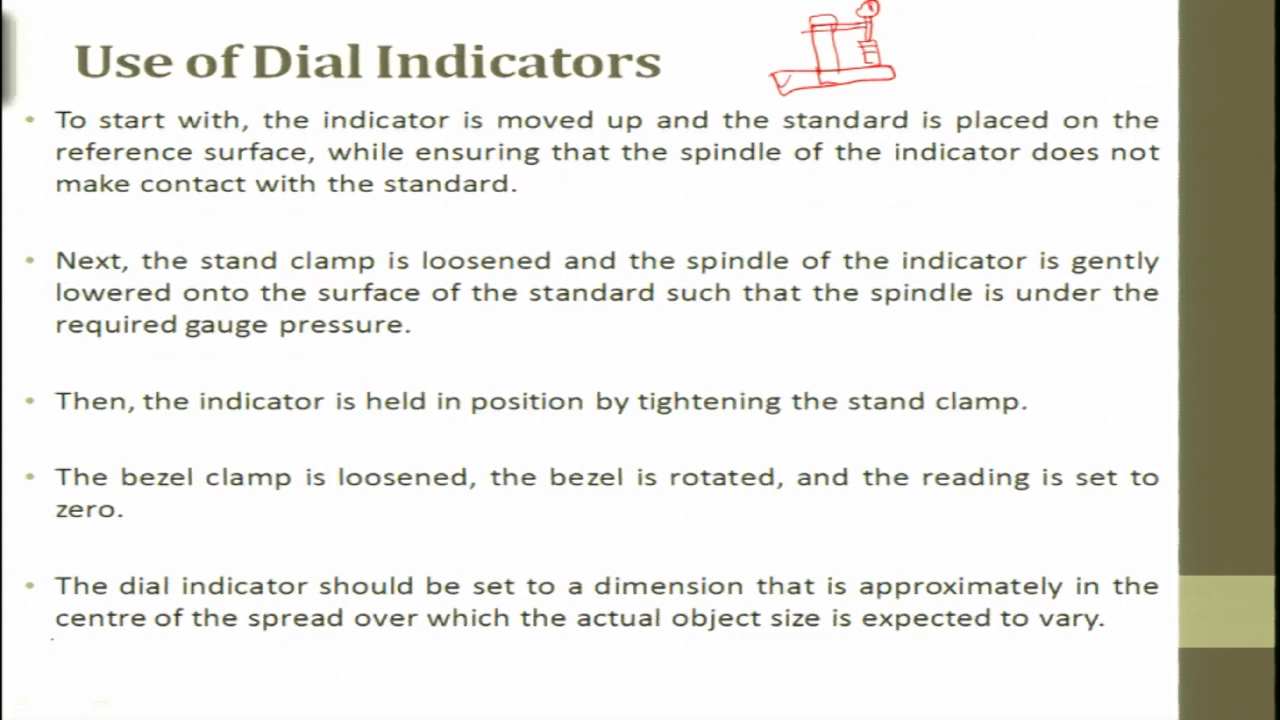 Use of Dial Indicators
• To start with, the indicator is moved up and the standard is placed on the
reference surface, while ensuring that the spindle of the indicator does not
make contact with the standard.
• Next, the stand clamp is loosened and the spindle of the indicator is gently
lowered onto the surface of the standard such that the spindle is under the
required gauge pressure.
• Then, the indicator is held in position by tightening the stand clamp.
• The bezel clamp is loosened, the bezel is rotated, and the reading is set to
zero.
• The dial indicator should be set to a dimension that is approximately in the
centre of the spread over which the actual object size is expected to vary.